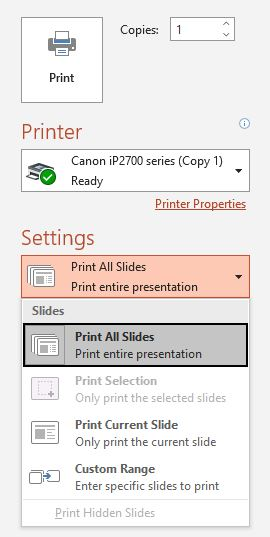 Copies: 1
Print
Printer
Canon iP2700 series (Copy 1)
Ready
Printer Properties
Settings
Print All Slides
Print entire presentation
Slides
Print All Slides
Print entire presentation
Print Selection
Only print the selected slides
Print Current Slide
Only print the current slide
Custom Range
Enter specific slides to print
Print Hidden Slides